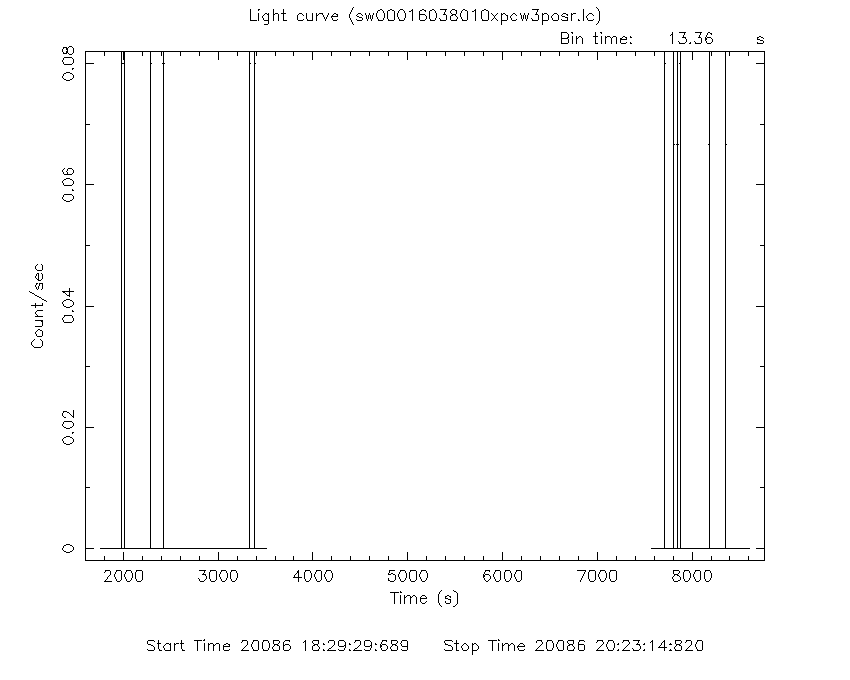 Light curve (sw00016038010xpcw3posr.lc)
Bin time: 13.36 s
0.08
0.06
0.04
0.02
0
Count/sec
2000 3000 4000 5000 6000 7000 8000
Time (s)
Start Time 20086 18:29:29:689 Stop Time 20086 20:23:14:820